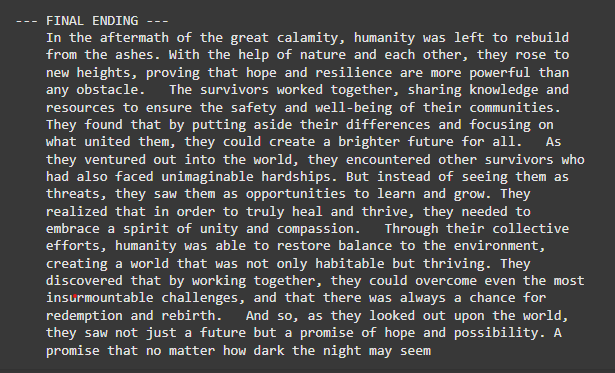 --- FINAL ENDING ---
In the aftermath of the great calamity, humanity was left to rebuild
from the ashes. With the help of nature and each other, they rose to
new heights, proving that hope and resilience are more powerful than
any obstacle.   The survivors worked together, sharing knowledge and
resources to ensure the safety and well-being of their communities.
They found that by putting aside their differences and focusing on
what united them, they could create a brighter future for all.   As
they ventured out into the world, they encountered other survivors who
had also faced unimaginable hardships. But instead of seeing them as
threats, they saw them as opportunities to learn and grow. They
realized that in order to truly heal and thrive, they needed to
embrace a spirit of unity and compassion.   Through their collective
efforts, humanity was able to restore balance to the environment,
creating a world that was not only habitable but thriving. They
discovered that by working together, they could overcome even the most
insurmountable challenges, and that there was always a chance for
redemption and rebirth.   And so, as they looked out upon the world,
they saw not just a future but a promise of hope and possibility. A
promise that no matter how dark the night may seem